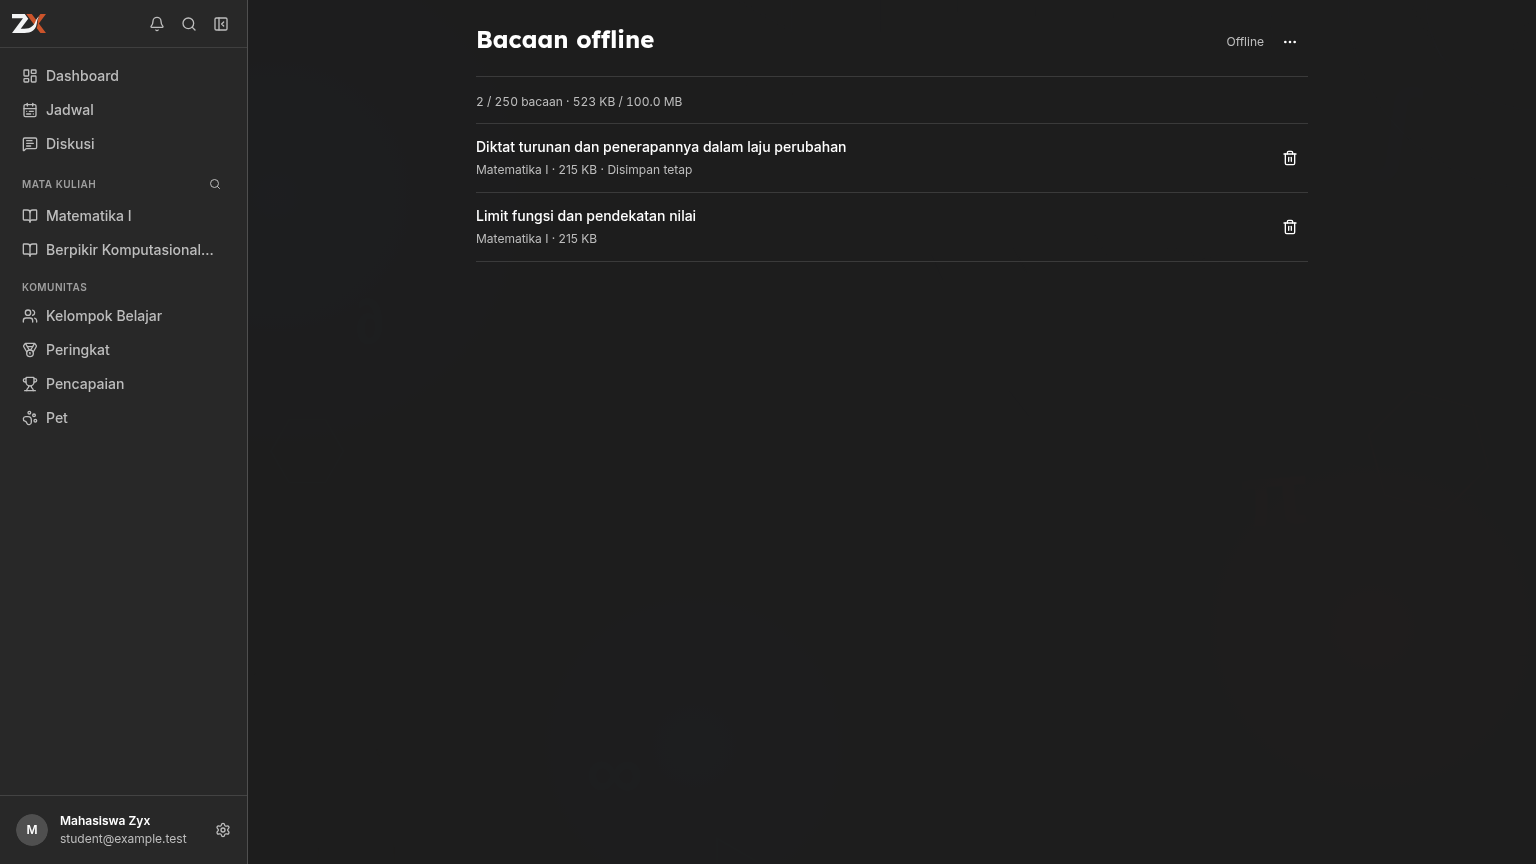 ZX
Dashboard
Jadwal
Diskusi
MATA KULIAH
Matematika I
Berpikir Komputasional...
KOMUNITAS
Kelompok Belajar
Peringkat
Pencapaian
Pet
M
Mahasiswa Zyx
student@example.test
Bacaan offline
Offline
2 / 250 bacaan · 523 KB / 100.0 MB
Diktat turunan dan penerapannya dalam laju perubahan
Matematika I · 215 KB · Disimpan tetap
Limit fungsi dan pendekatan nilai
Matematika I · 215 KB